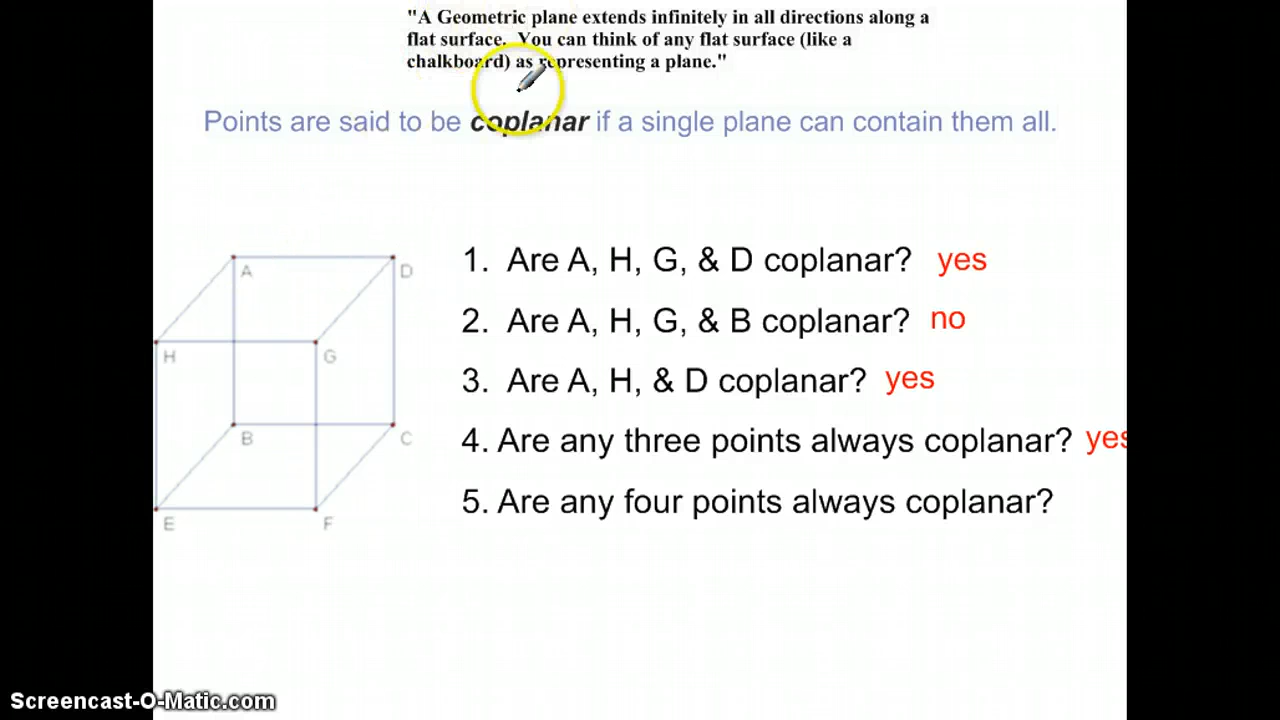 "A Geometric plane extends infinitely in all directions along a
flat surface. You can think of any flat surface (like a
chalkboard) as representing a plane."
Points are said to be coplanar if a single plane can contain them all.
1. Are A, H, G, & D coplanar? yes
2. Are A, H, G, & B coplanar? no
3. Are A, H, & D coplanar? yes
4. Are any three points always coplanar? yes
5. Are any four points always coplanar?
A
D
H
G
B
C
E
F
Screencast-O-Matic.com